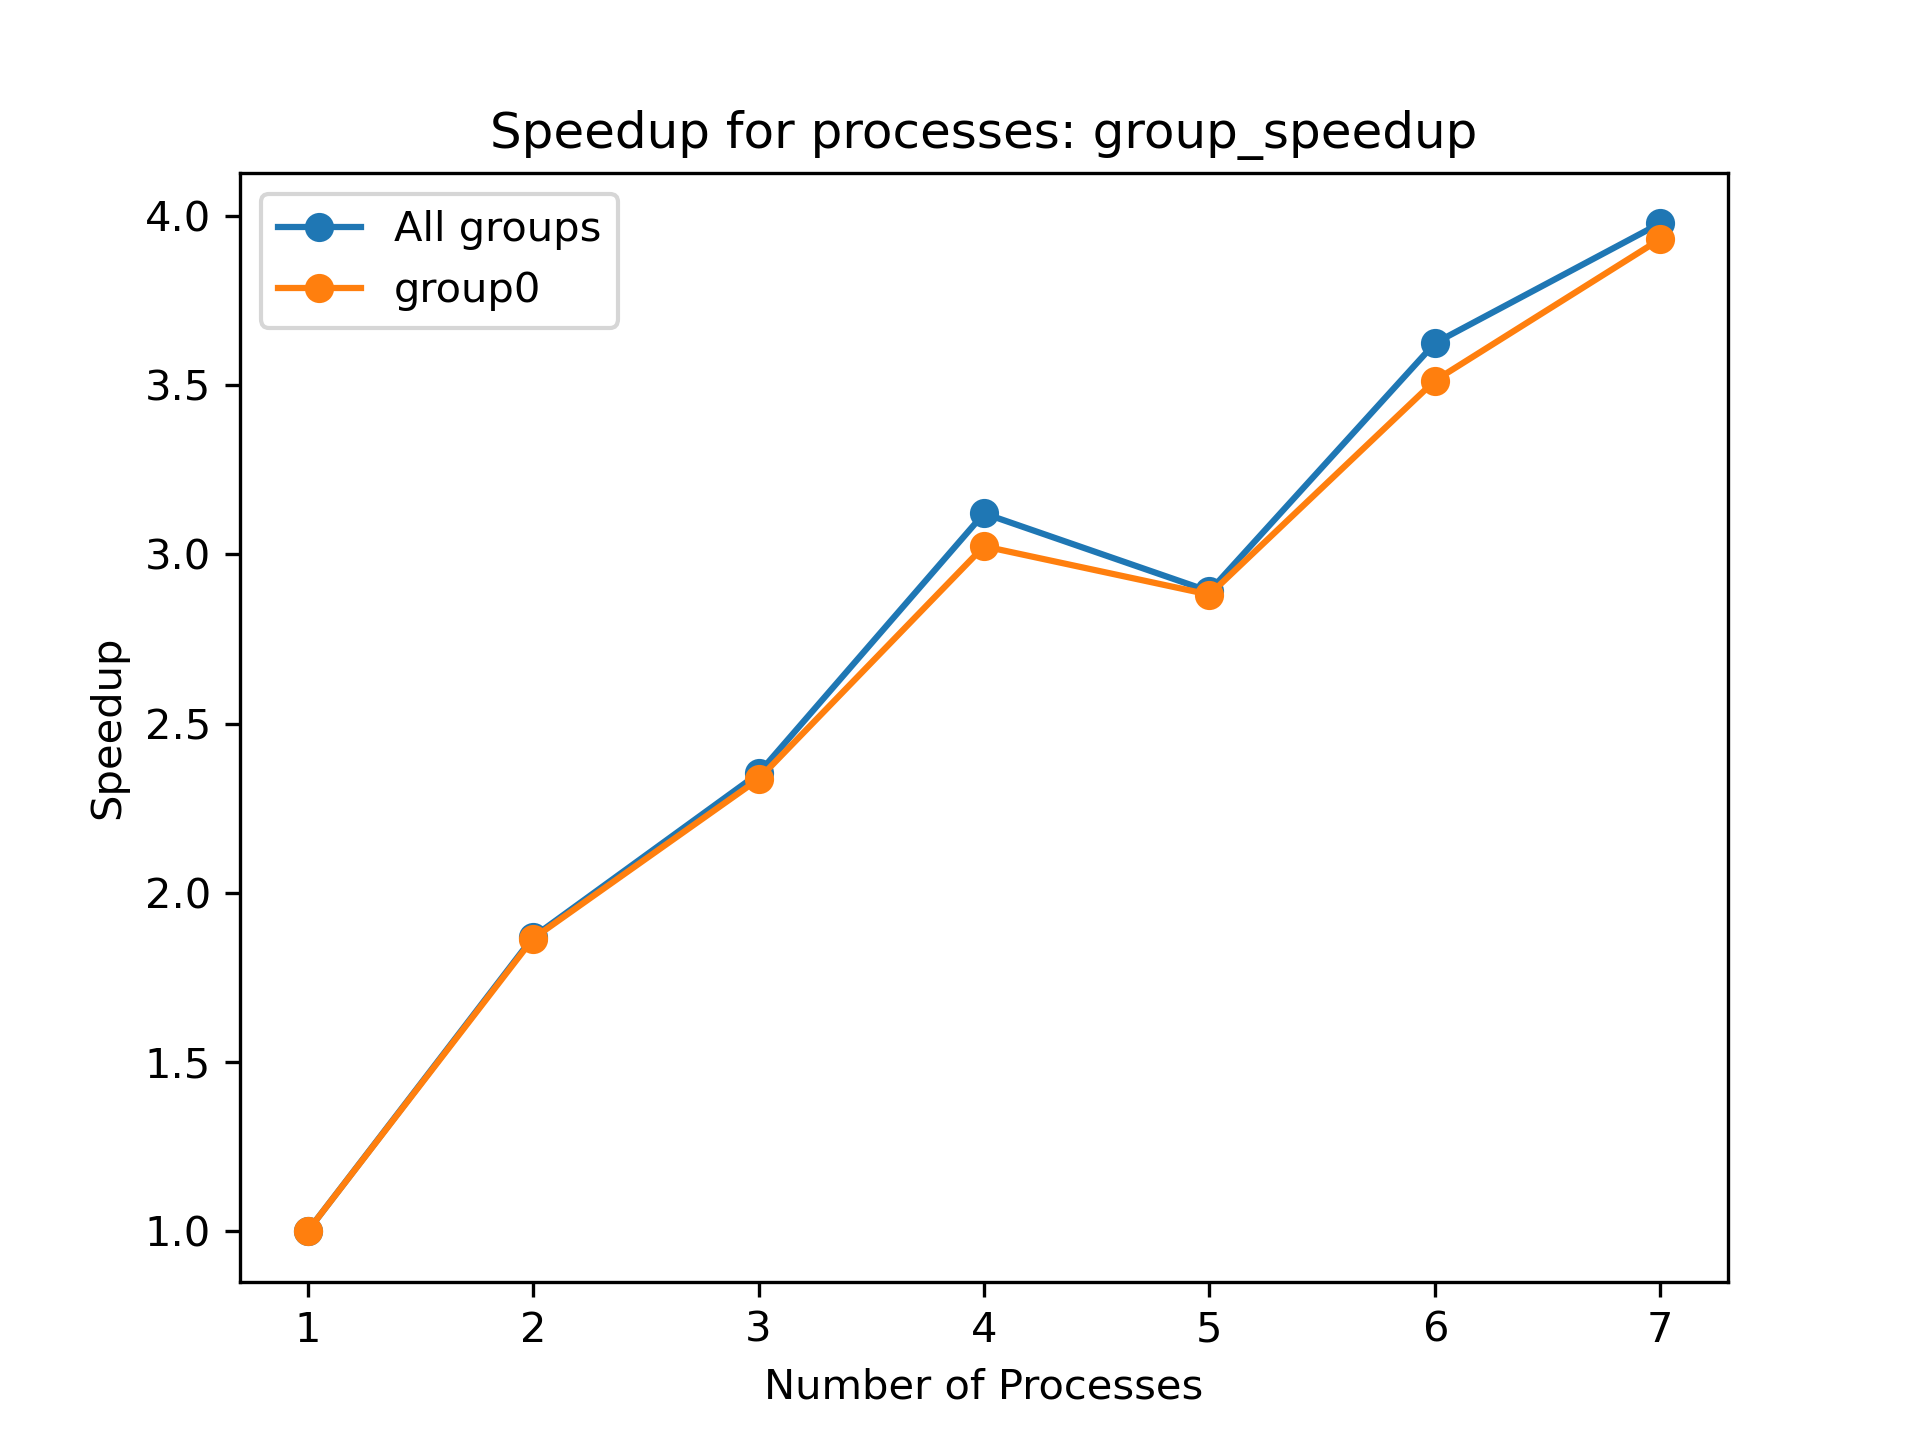 Speedup for processes: group_speedup
All groups
group0
4.0
3.5
3.0
2.5
2.0
1.5
1.0
Speedup
1 2 3 4 5 6 7
Number of Processes